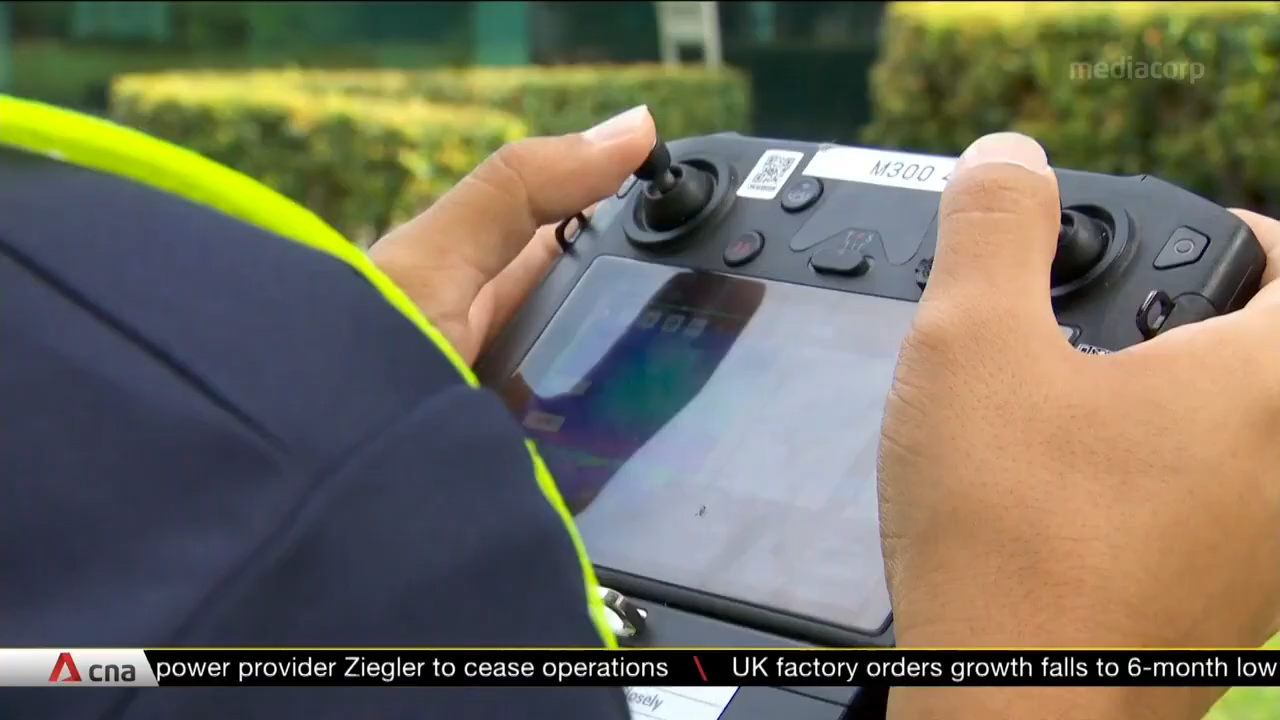 mediacorp
M300
cna
power provider Ziegler to cease operations \ UK factory orders growth falls to 6-month low
losely